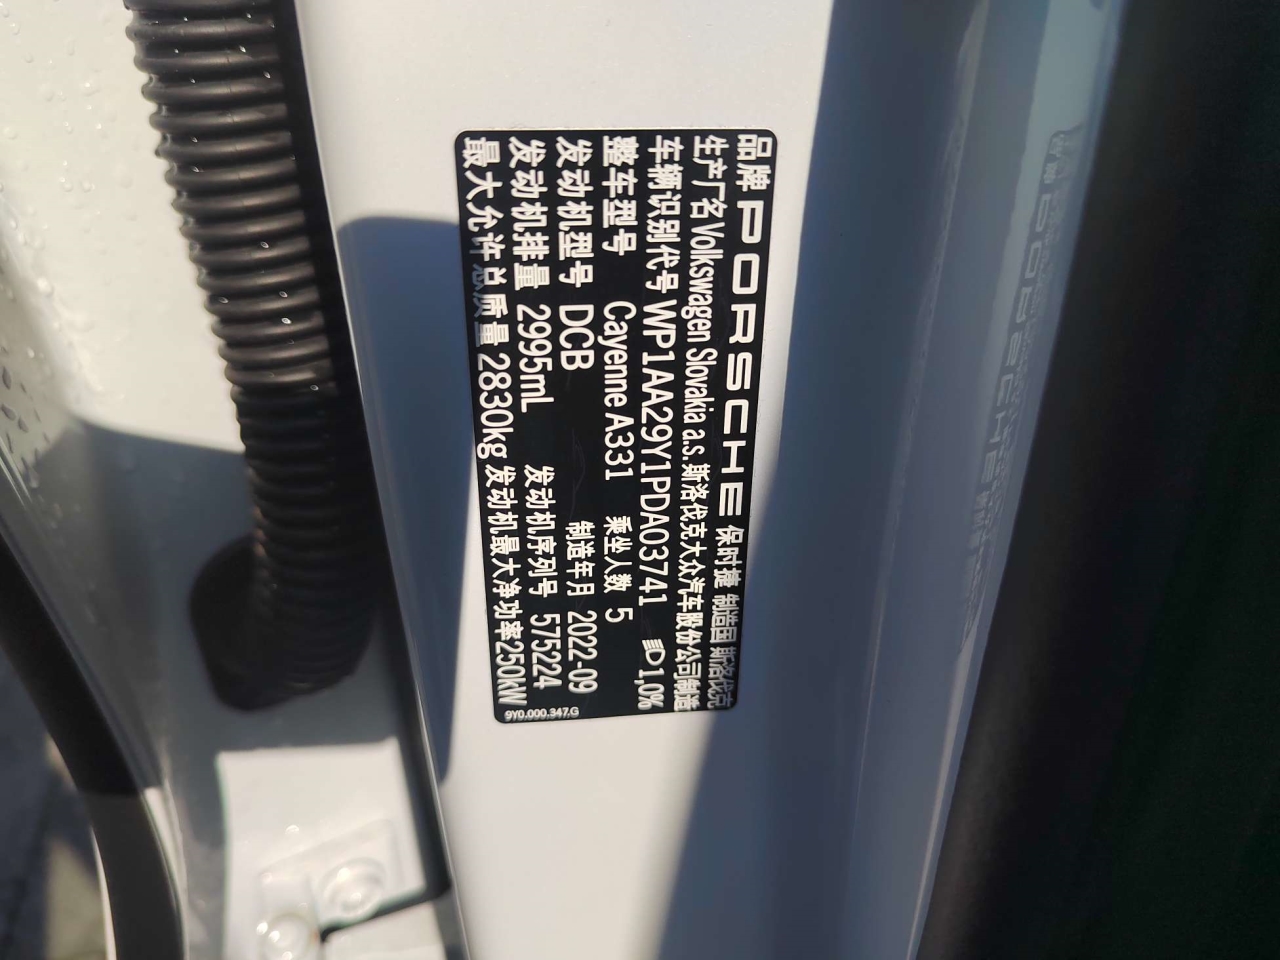 品牌 PORSCHE 保时捷 制造国 斯洛伐克
生产厂名 Volkswagen Slovakia a.s. 斯洛伐克大众汽车股份公司制造
车辆识别代号 WP1AA29Y1PDA03741 1,0%
整车型号 Cayenne A331 乘坐人数 5
发动机型号 DCB 制造年月 2022-09
发动机排量 2995mL 发动机序列号 575224
最大允许总质量 2830kg 发动机最大净功率250kW
9Y0.000.347.G